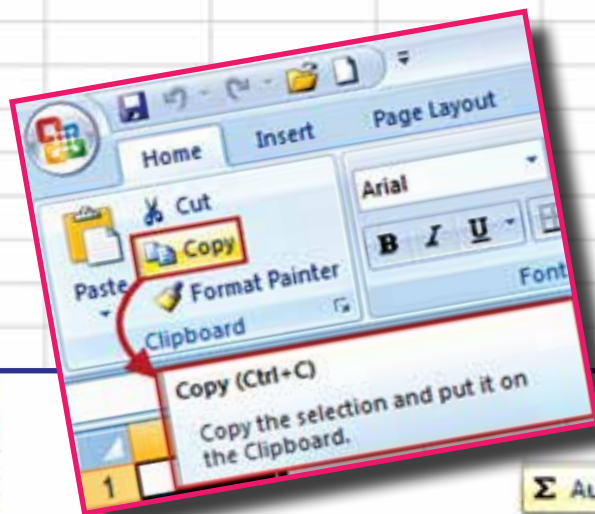 Home Insert Page Layout
Cut
Copy
Format Painter
Paste
Clipboard
Arial
B I U
Font
Copy (Ctrl+C)
Copy the selection and put it on
the Clipboard.
1
Σ